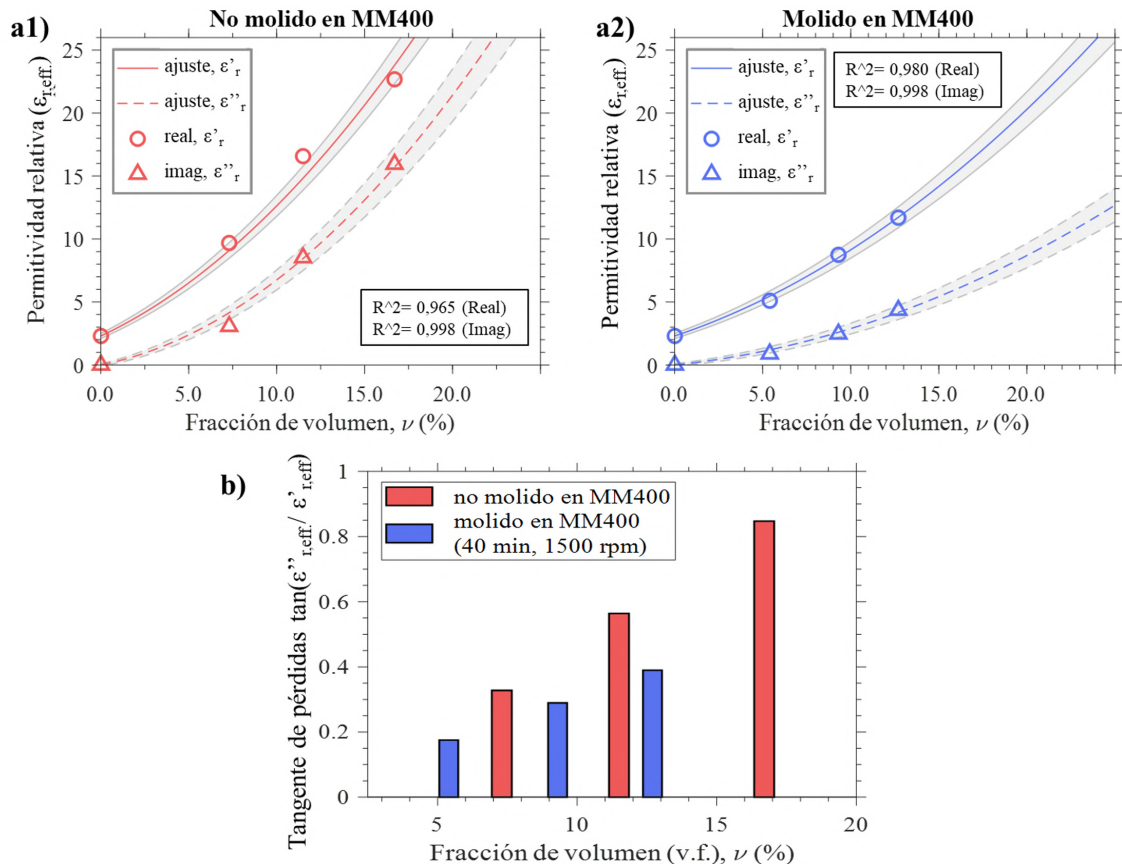 a1)
No molido en MM400
Permitividad relativa (ε r,eff.)
25
20
15
10
5
0
ajuste, ε'r
ajuste, ε''r
real, ε'r
imag, ε''r
R^2= 0,965 (Real)
R^2= 0,998 (Imag)
0.0 5.0 10.0 15.0 20.0
Fracción de volumen, ν (%)
a2)
Molido en MM400
Permitividad relativa (ε r,eff.)
25
20
15
10
5
0
ajuste, ε'r
ajuste, ε''r
real, ε'r
imag, ε''r
R^2= 0,980 (Real)
R^2= 0,998 (Imag)
0.0 5.0 10.0 15.0 20.0
Fracción de volumen, ν (%)
b)
Tangente de pérdidas tan(ε''r,eff./ ε'r,eff)
1
0.8
0.6
0.4
0.2
0
no molido en MM400
molido en MM400
(40 min, 1500 rpm)
5 10 15 20
Fracción de volumen (v.f.), ν (%)